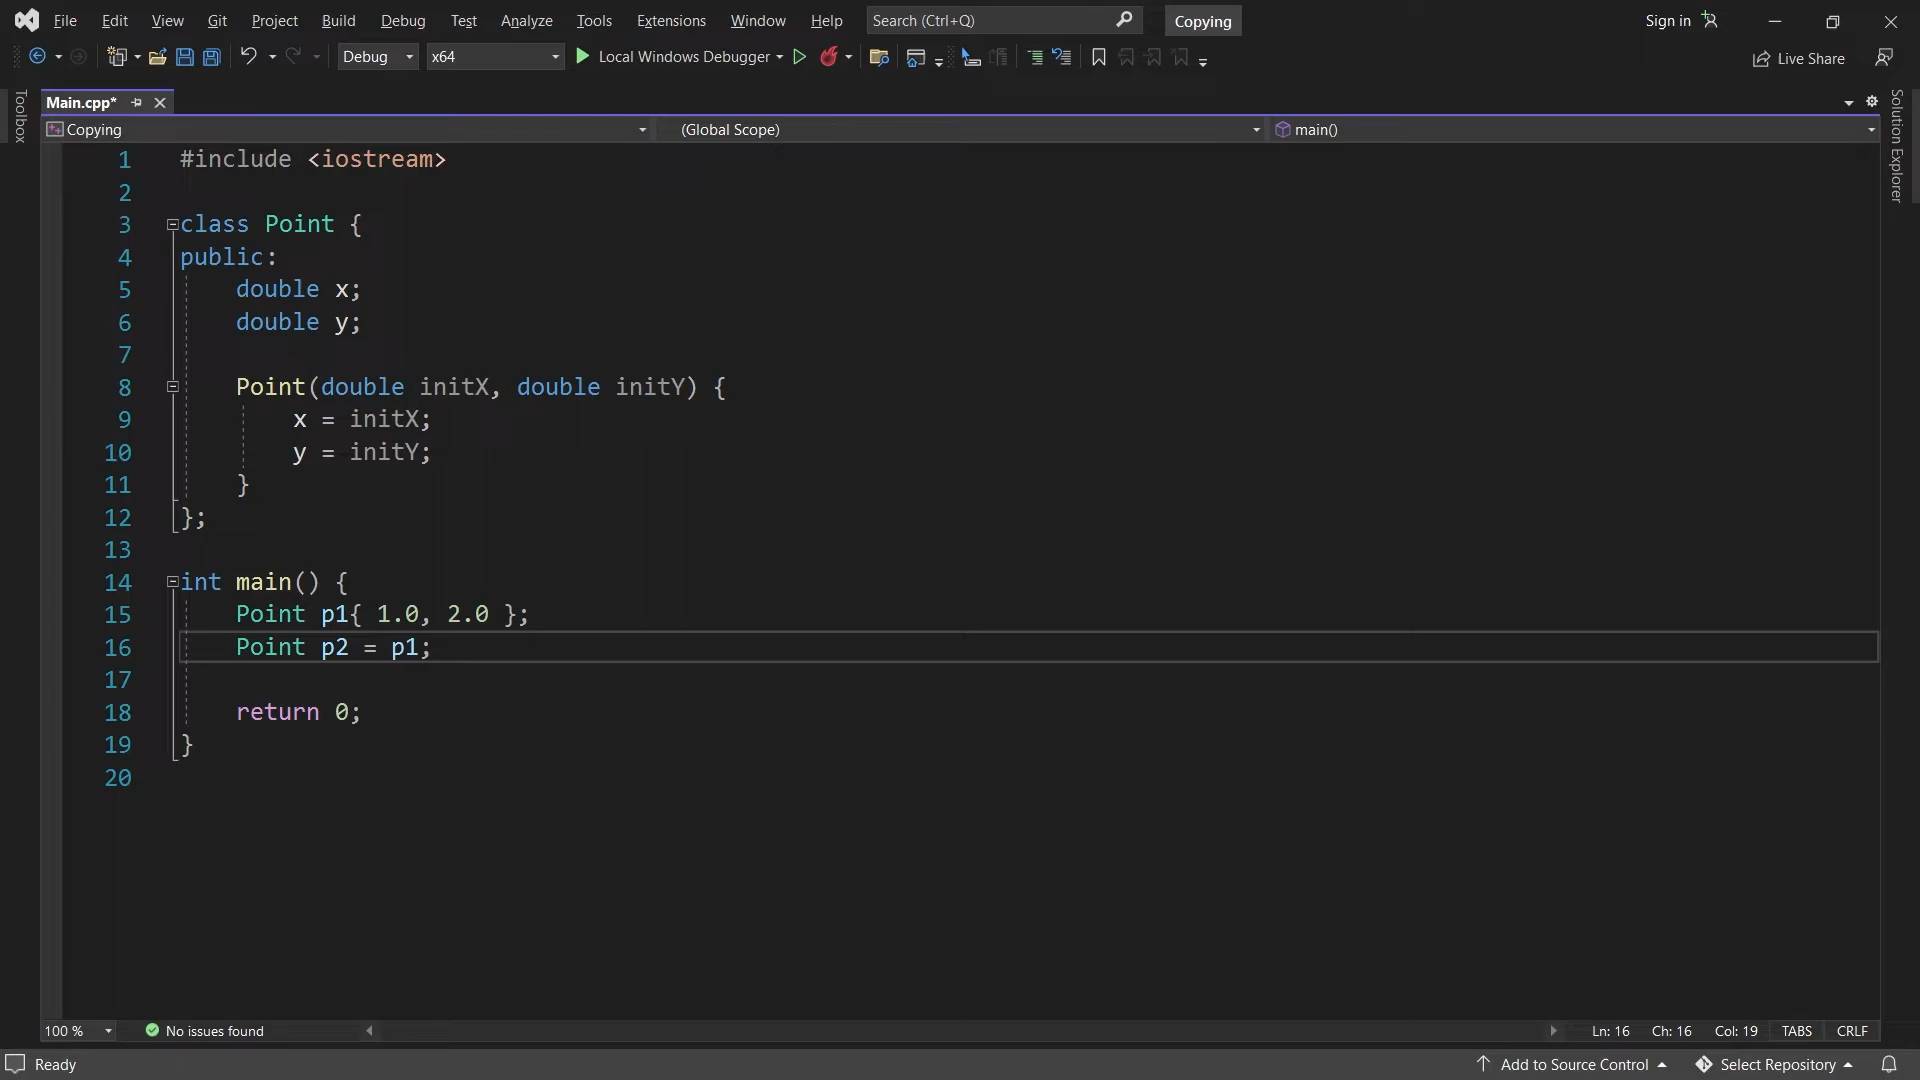 File Edit View Git Project Build Debug Test Analyze Tools Extensions Window Help Search (Ctrl+Q) Copying Sign in
Debug x64 Local Windows Debugger Live Share
Toolbox
Main.cpp*
Solution Explorer
Copying (Global Scope) main()
1 #include <iostream>
2
3 class Point {
4 public:
5     double x;
6     double y;
7
8     Point(double initX, double initY) {
9         x = initX;
10         y = initY;
11     }
12 };
13
14 int main() {
15     Point p1{ 1.0, 2.0 };
16     Point p2 = p1;
17
18     return 0;
19 }
20
100 % No issues found Ln: 16 Ch: 16 Col: 19 TABS CRLF
Ready Add to Source Control Select Repository